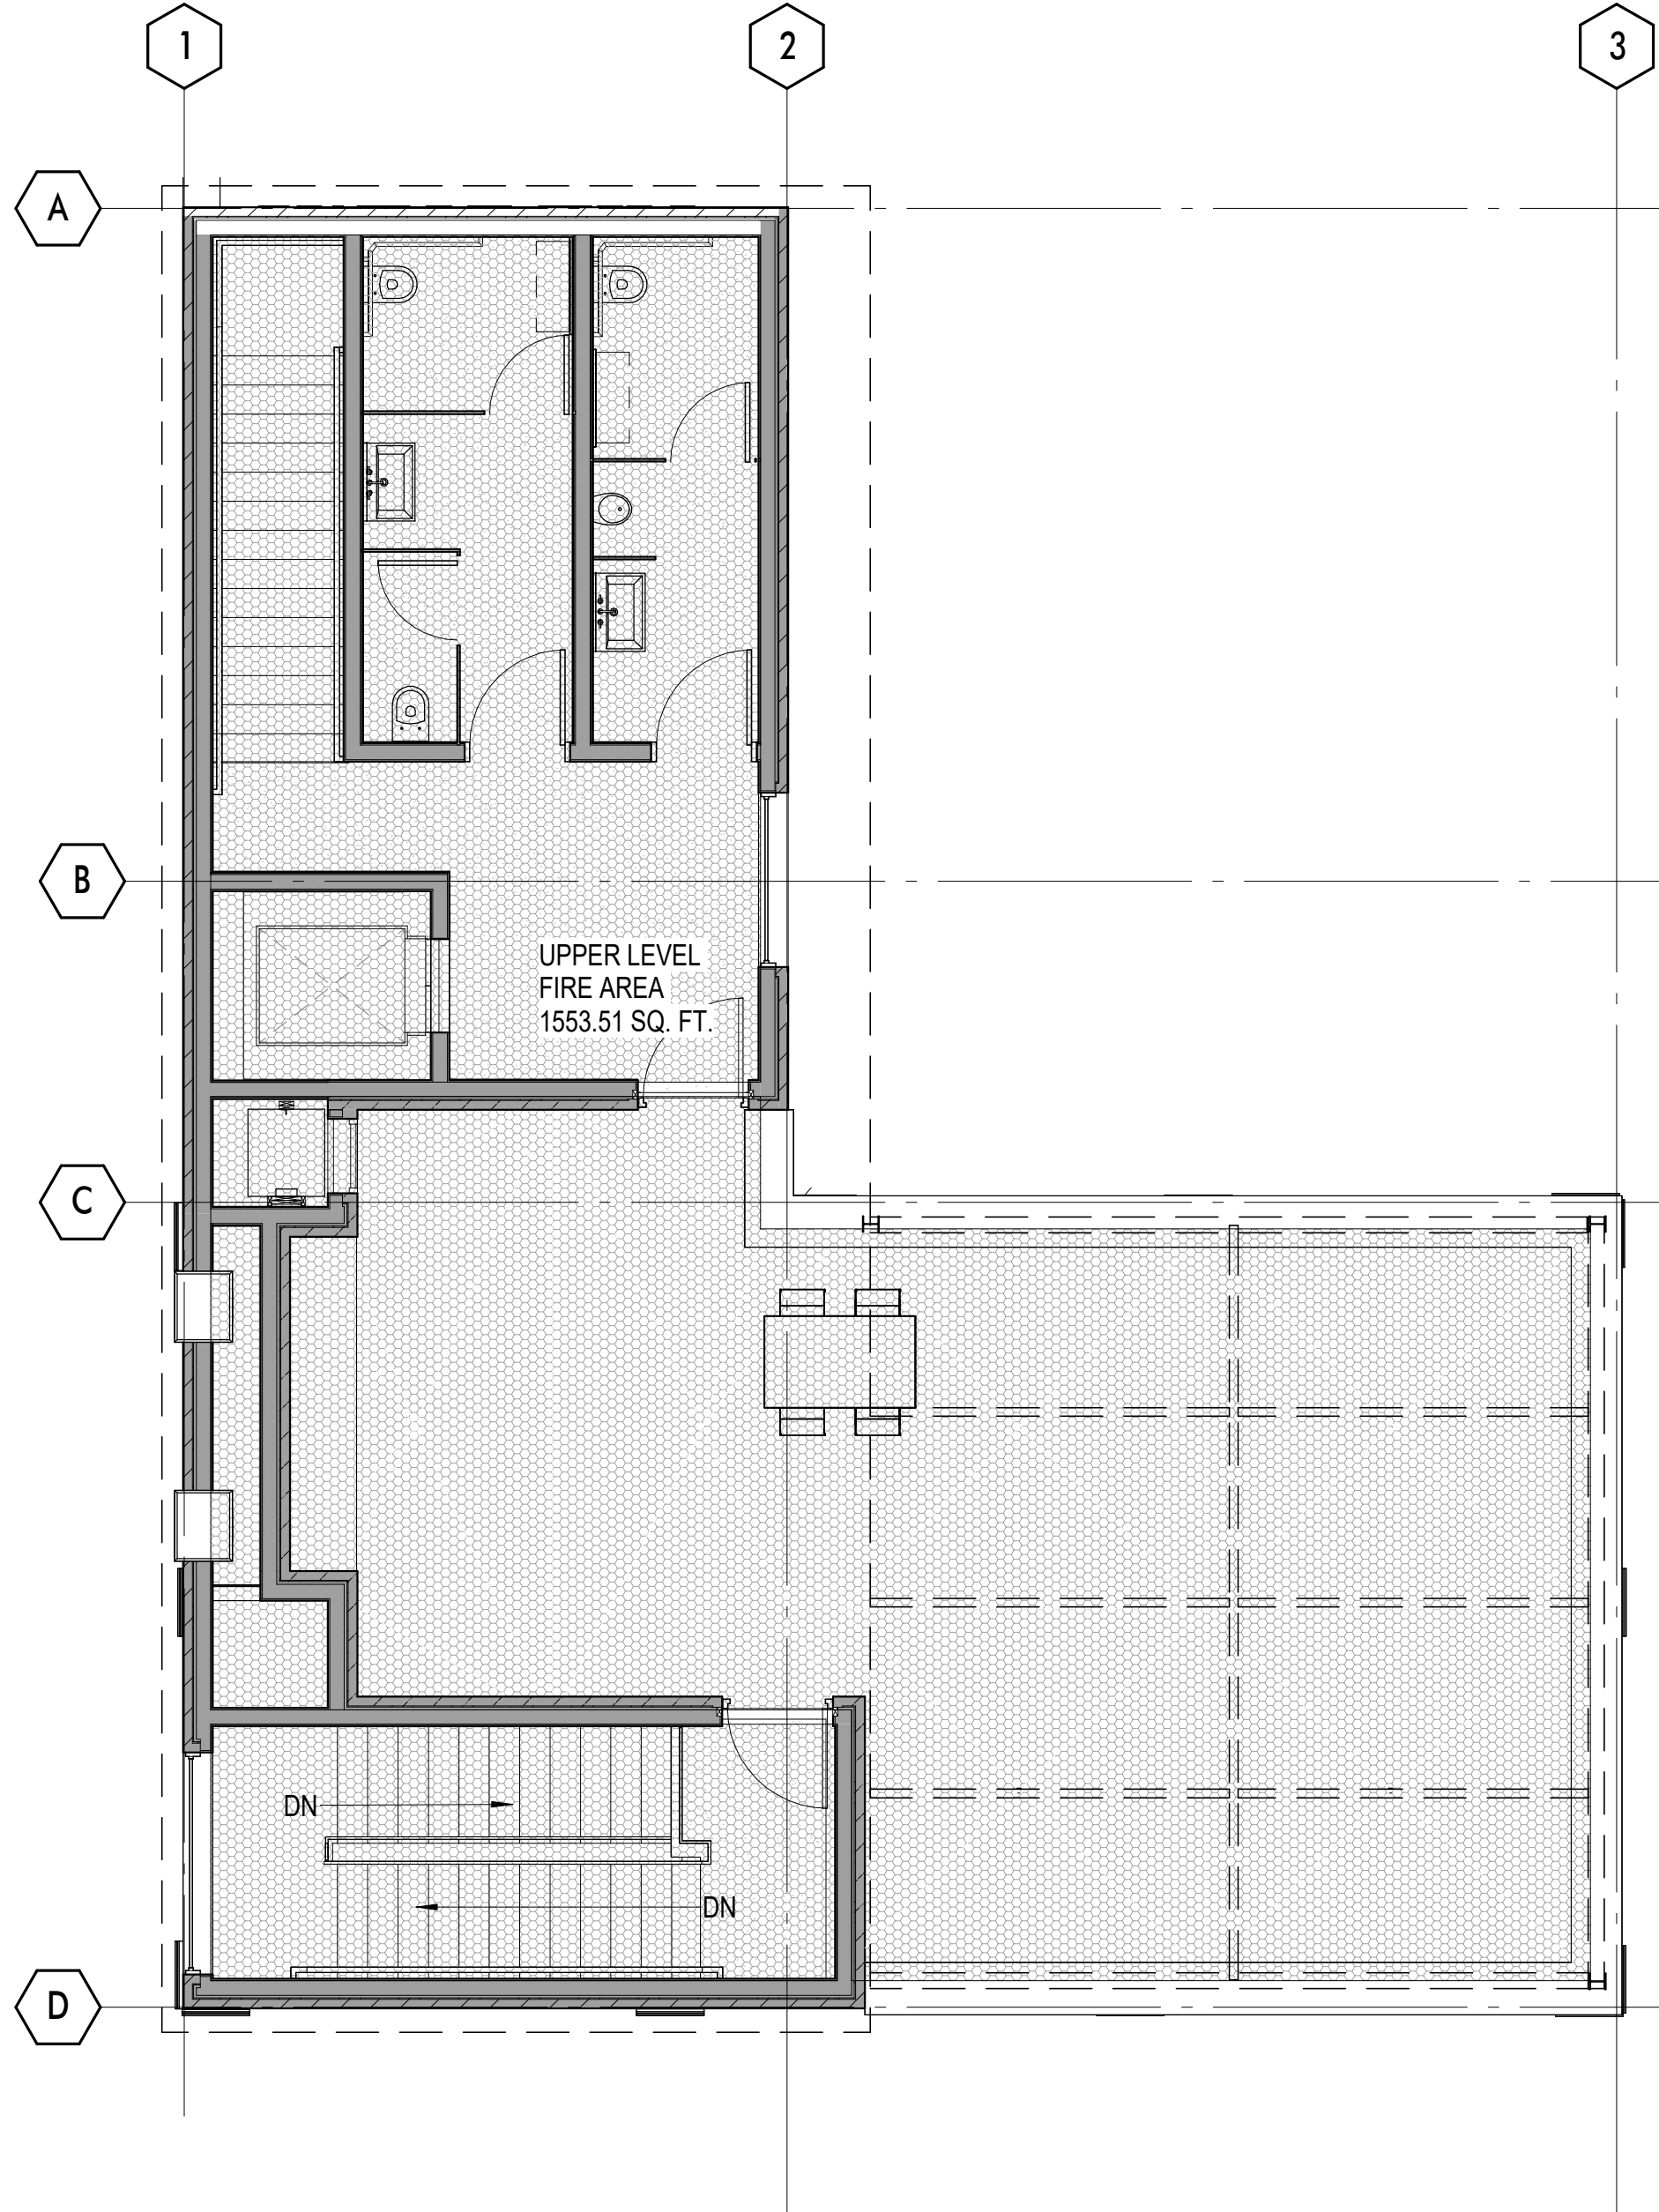 1
2
3
A
B
UPPER LEVEL
FIRE AREA
1553.51 SQ. FT.
C
DN
DN
D